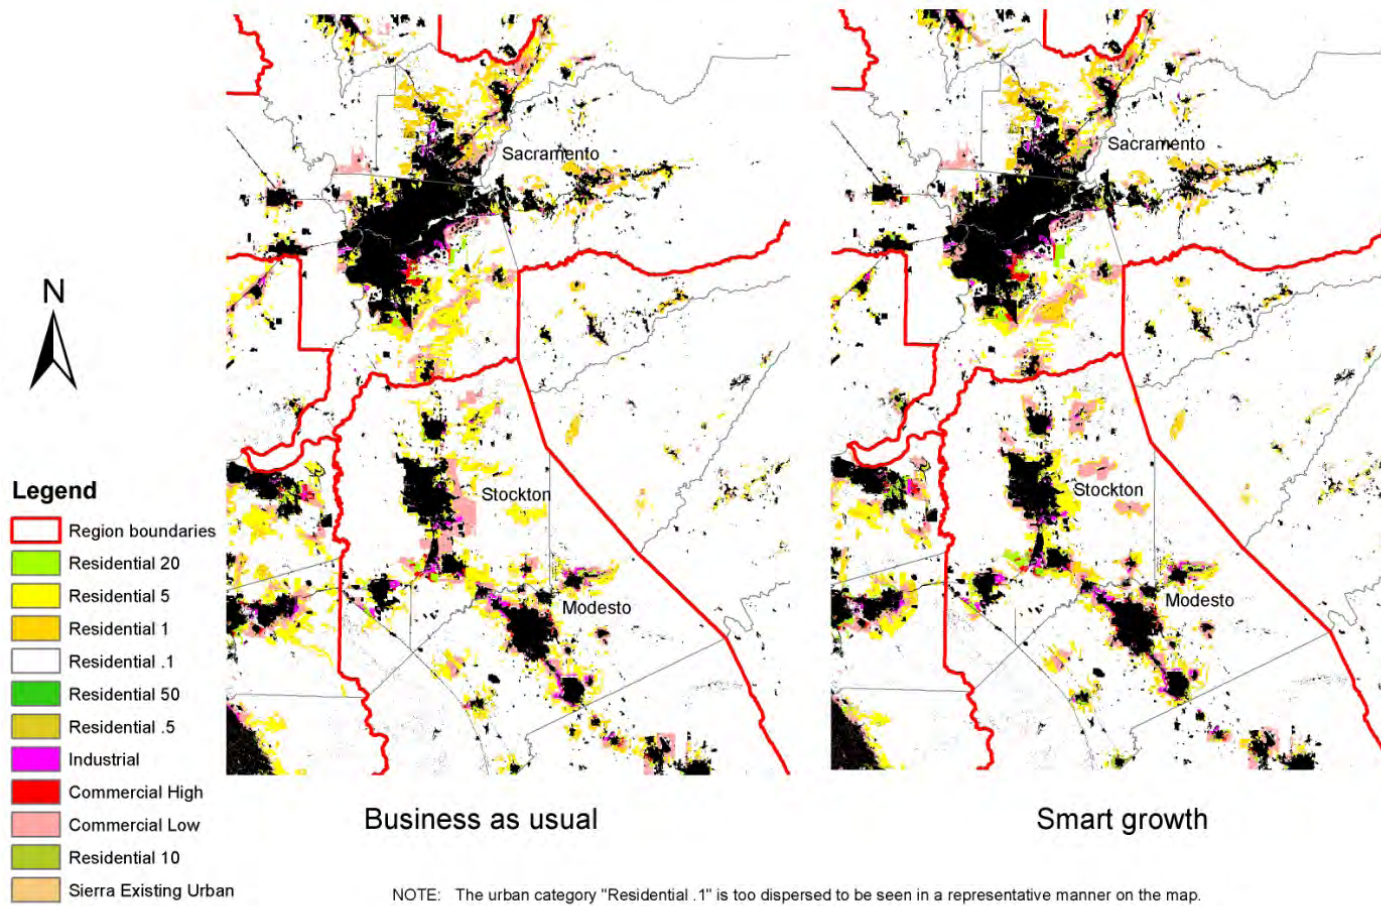 Sacramento
Sacramento
N
Legend
Region boundaries
Residential 20
Residential 5
Residential 1
Residential .1
Residential 50
Residential .5
Industrial
Commercial High
Commercial Low
Residential 10
Sierra Existing Urban
Stockton
Stockton
Modesto
Modesto
Business as usual
Smart growth
NOTE: The urban category "Residential .1" is too dispersed to be seen in a representative manner on the map.